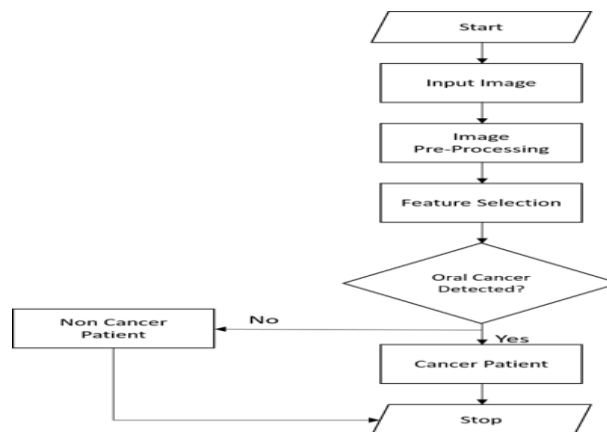 Start
Input Image
Image
Pre-Processing
Feature Selection
Oral Cancer
Detected?
No
Non Cancer
Patient
Yes
Cancer Patient
Stop